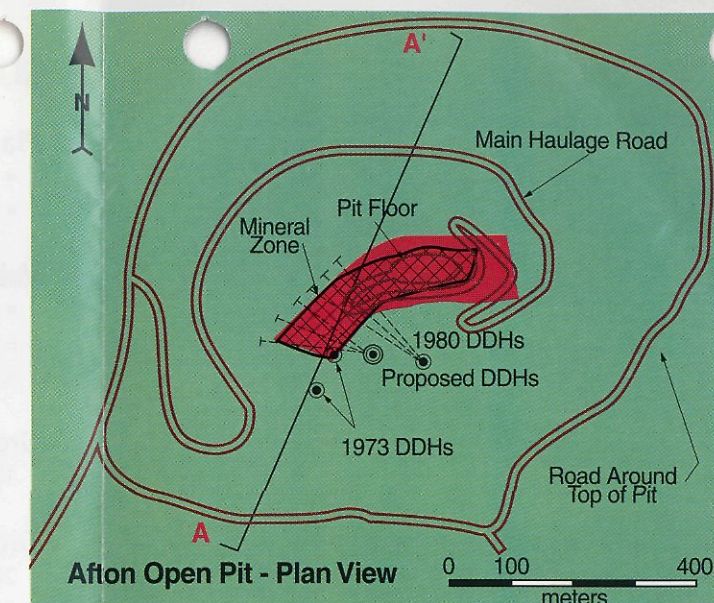 A'
N
Main Haulage Road
Pit Floor
Mineral
Zone
1980 DDHs
Proposed DDHs
1973 DDHs
Road Around
Top of Pit
A
Afton Open Pit - Plan View
0 100 400
meters